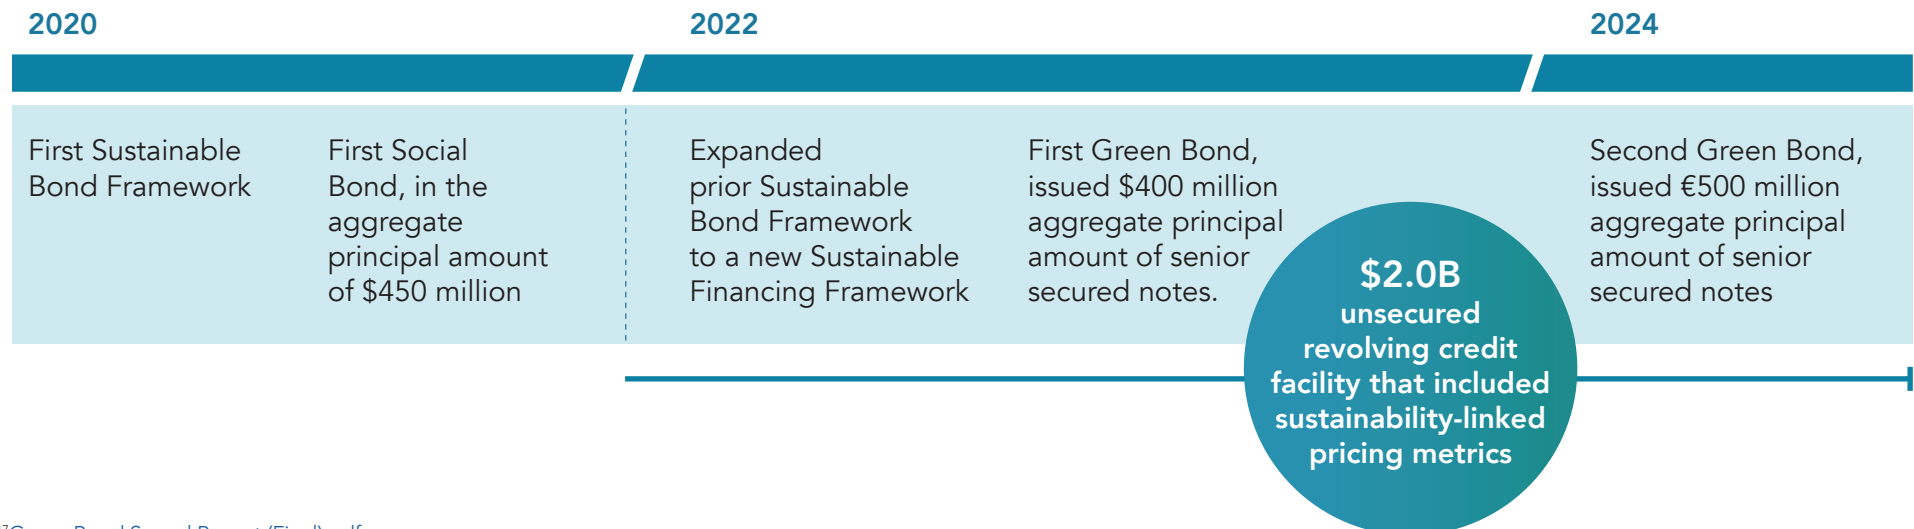 2020
2022
2024
First Sustainable
Bond Framework
First Social
Bond, in the
aggregate
principal amount
of $450 million
Expanded
prior Sustainable
Bond Framework
to a new Sustainable
Financing Framework
First Green Bond,
issued $400 million
aggregate principal
amount of senior
secured notes.
$2.0B
unsecured
revolving credit
facility that included
sustainability-linked
pricing metrics
Second Green Bond,
issued €500 million
aggregate principal
amount of senior
secured notes